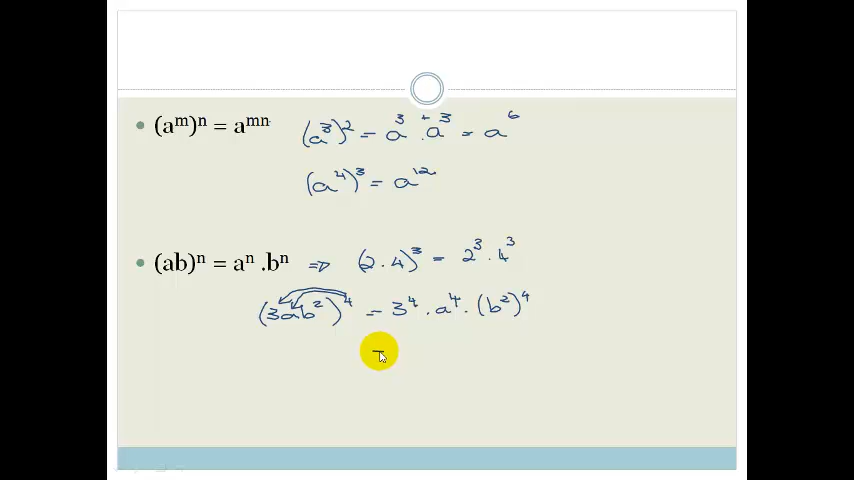 (aᵐ)ⁿ = aᵐⁿ (a³)² = a³ ⁺. a³ = a⁶
(a⁴)³ = a¹²
(ab)ⁿ = aⁿ .bⁿ ⇒ (2 . 4)³ = 2³ . 4³
(3ab²)⁴ = 3⁴ . a⁴ . (b²)⁴
=